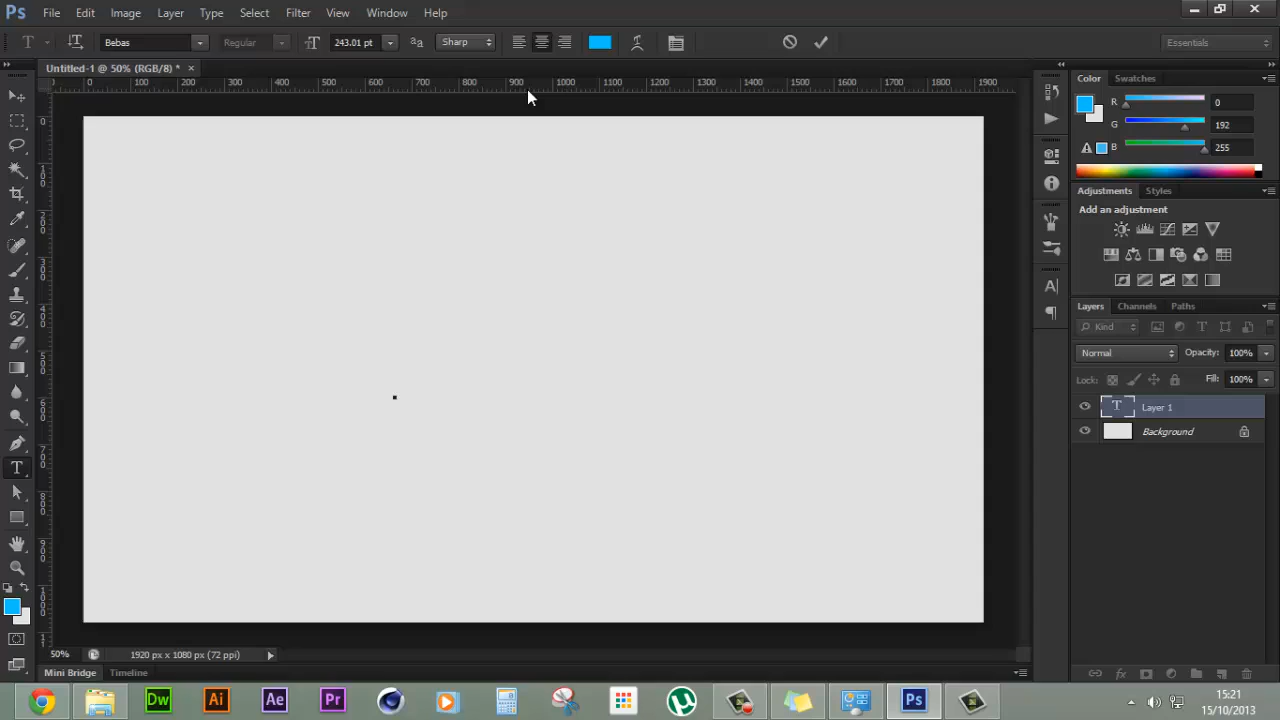 Ps File Edit Image Layer Type Select Filter View Window Help
T Bebas Regular 243.01 pt aa Sharp Essentials
Untitled-1 @ 50% (RGB/8) * ×
0 100 200 300 400 500 600 700 800 900 1000 1100 1200 1300 1400 1500 1600 1700 1800 1900
Color Swatches
R 0
G 192
B 255
Adjustments Styles
Add an adjustment
Layers Channels Paths
Kind
Normal Opacity: 100%
Lock: Fill: 100%
T Layer 1
Background
50% 1920 px x 1080 px (72 ppi)
Mini Bridge Timeline
Dw Ai Ae Pr Ps
15:21
15/10/2013